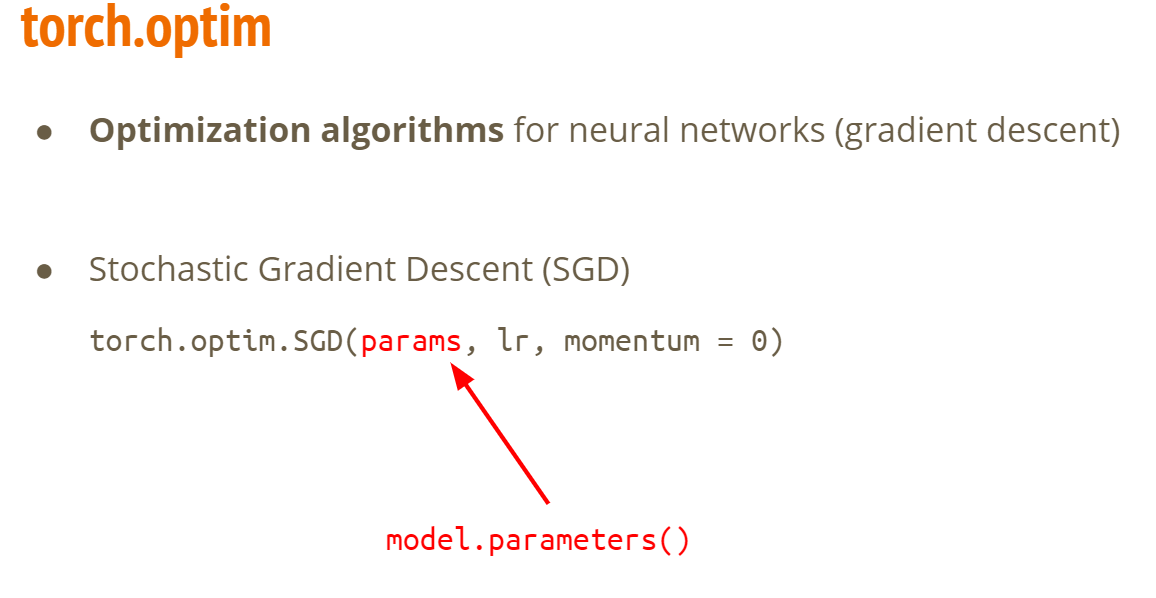 torch.optim
● Optimization algorithms for neural networks (gradient descent)
● Stochastic Gradient Descent (SGD)
torch.optim.SGD(params, lr, momentum = 0)
model.parameters()